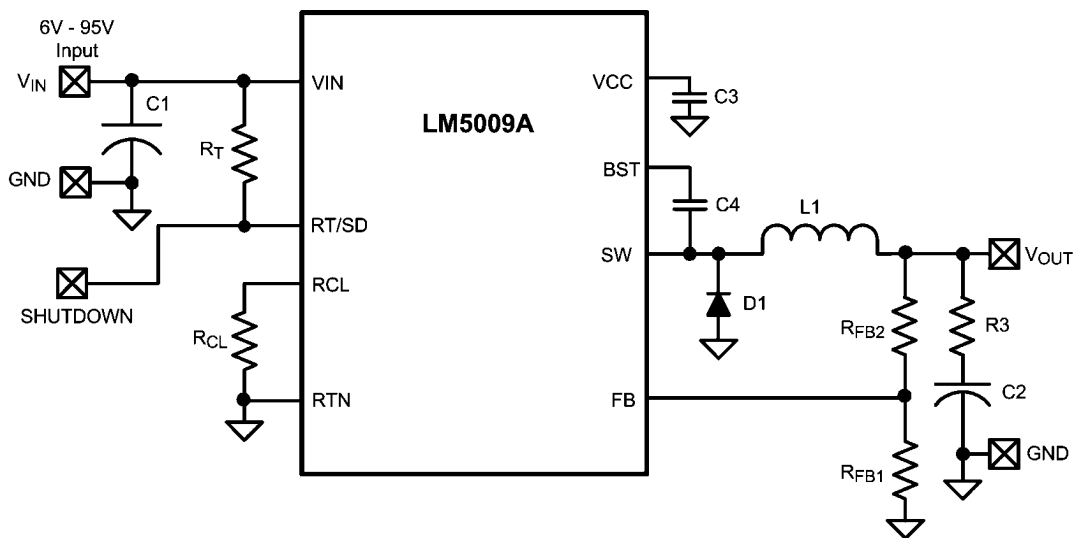 6V - 95V
Input
VIN
C1
VIN
VCC
C3
LM5009A
RT
GND
BST
C4
L1
RT/SD
SW
VOUT
SHUTDOWN
RCL
D1
RFB2
R3
RCL
RTN
FB
C2
GND
RFB1